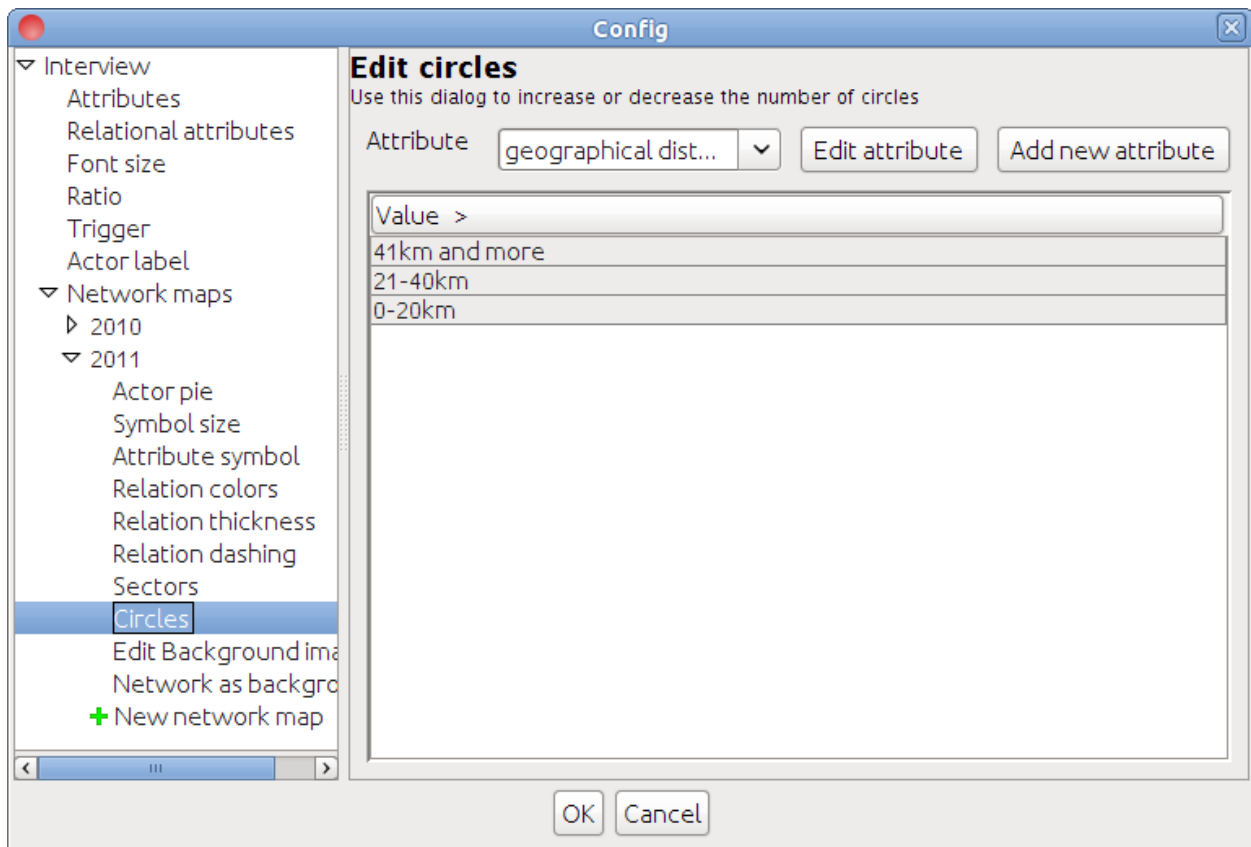 Config
Interview
Attributes
Relational attributes
Font size
Ratio
Trigger
Actor label
Network maps
2010
2011
Actor pie
Symbol size
Attribute symbol
Relation colors
Relation thickness
Relation dashing
Sectors
Circles
Edit Background ima
Network as backgro
New network map
Edit circles
Use this dialog to increase or decrease the number of circles
Attribute geographical dist... Edit attribute Add new attribute
Value >
41km and more
21-40km
0-20km
OK Cancel